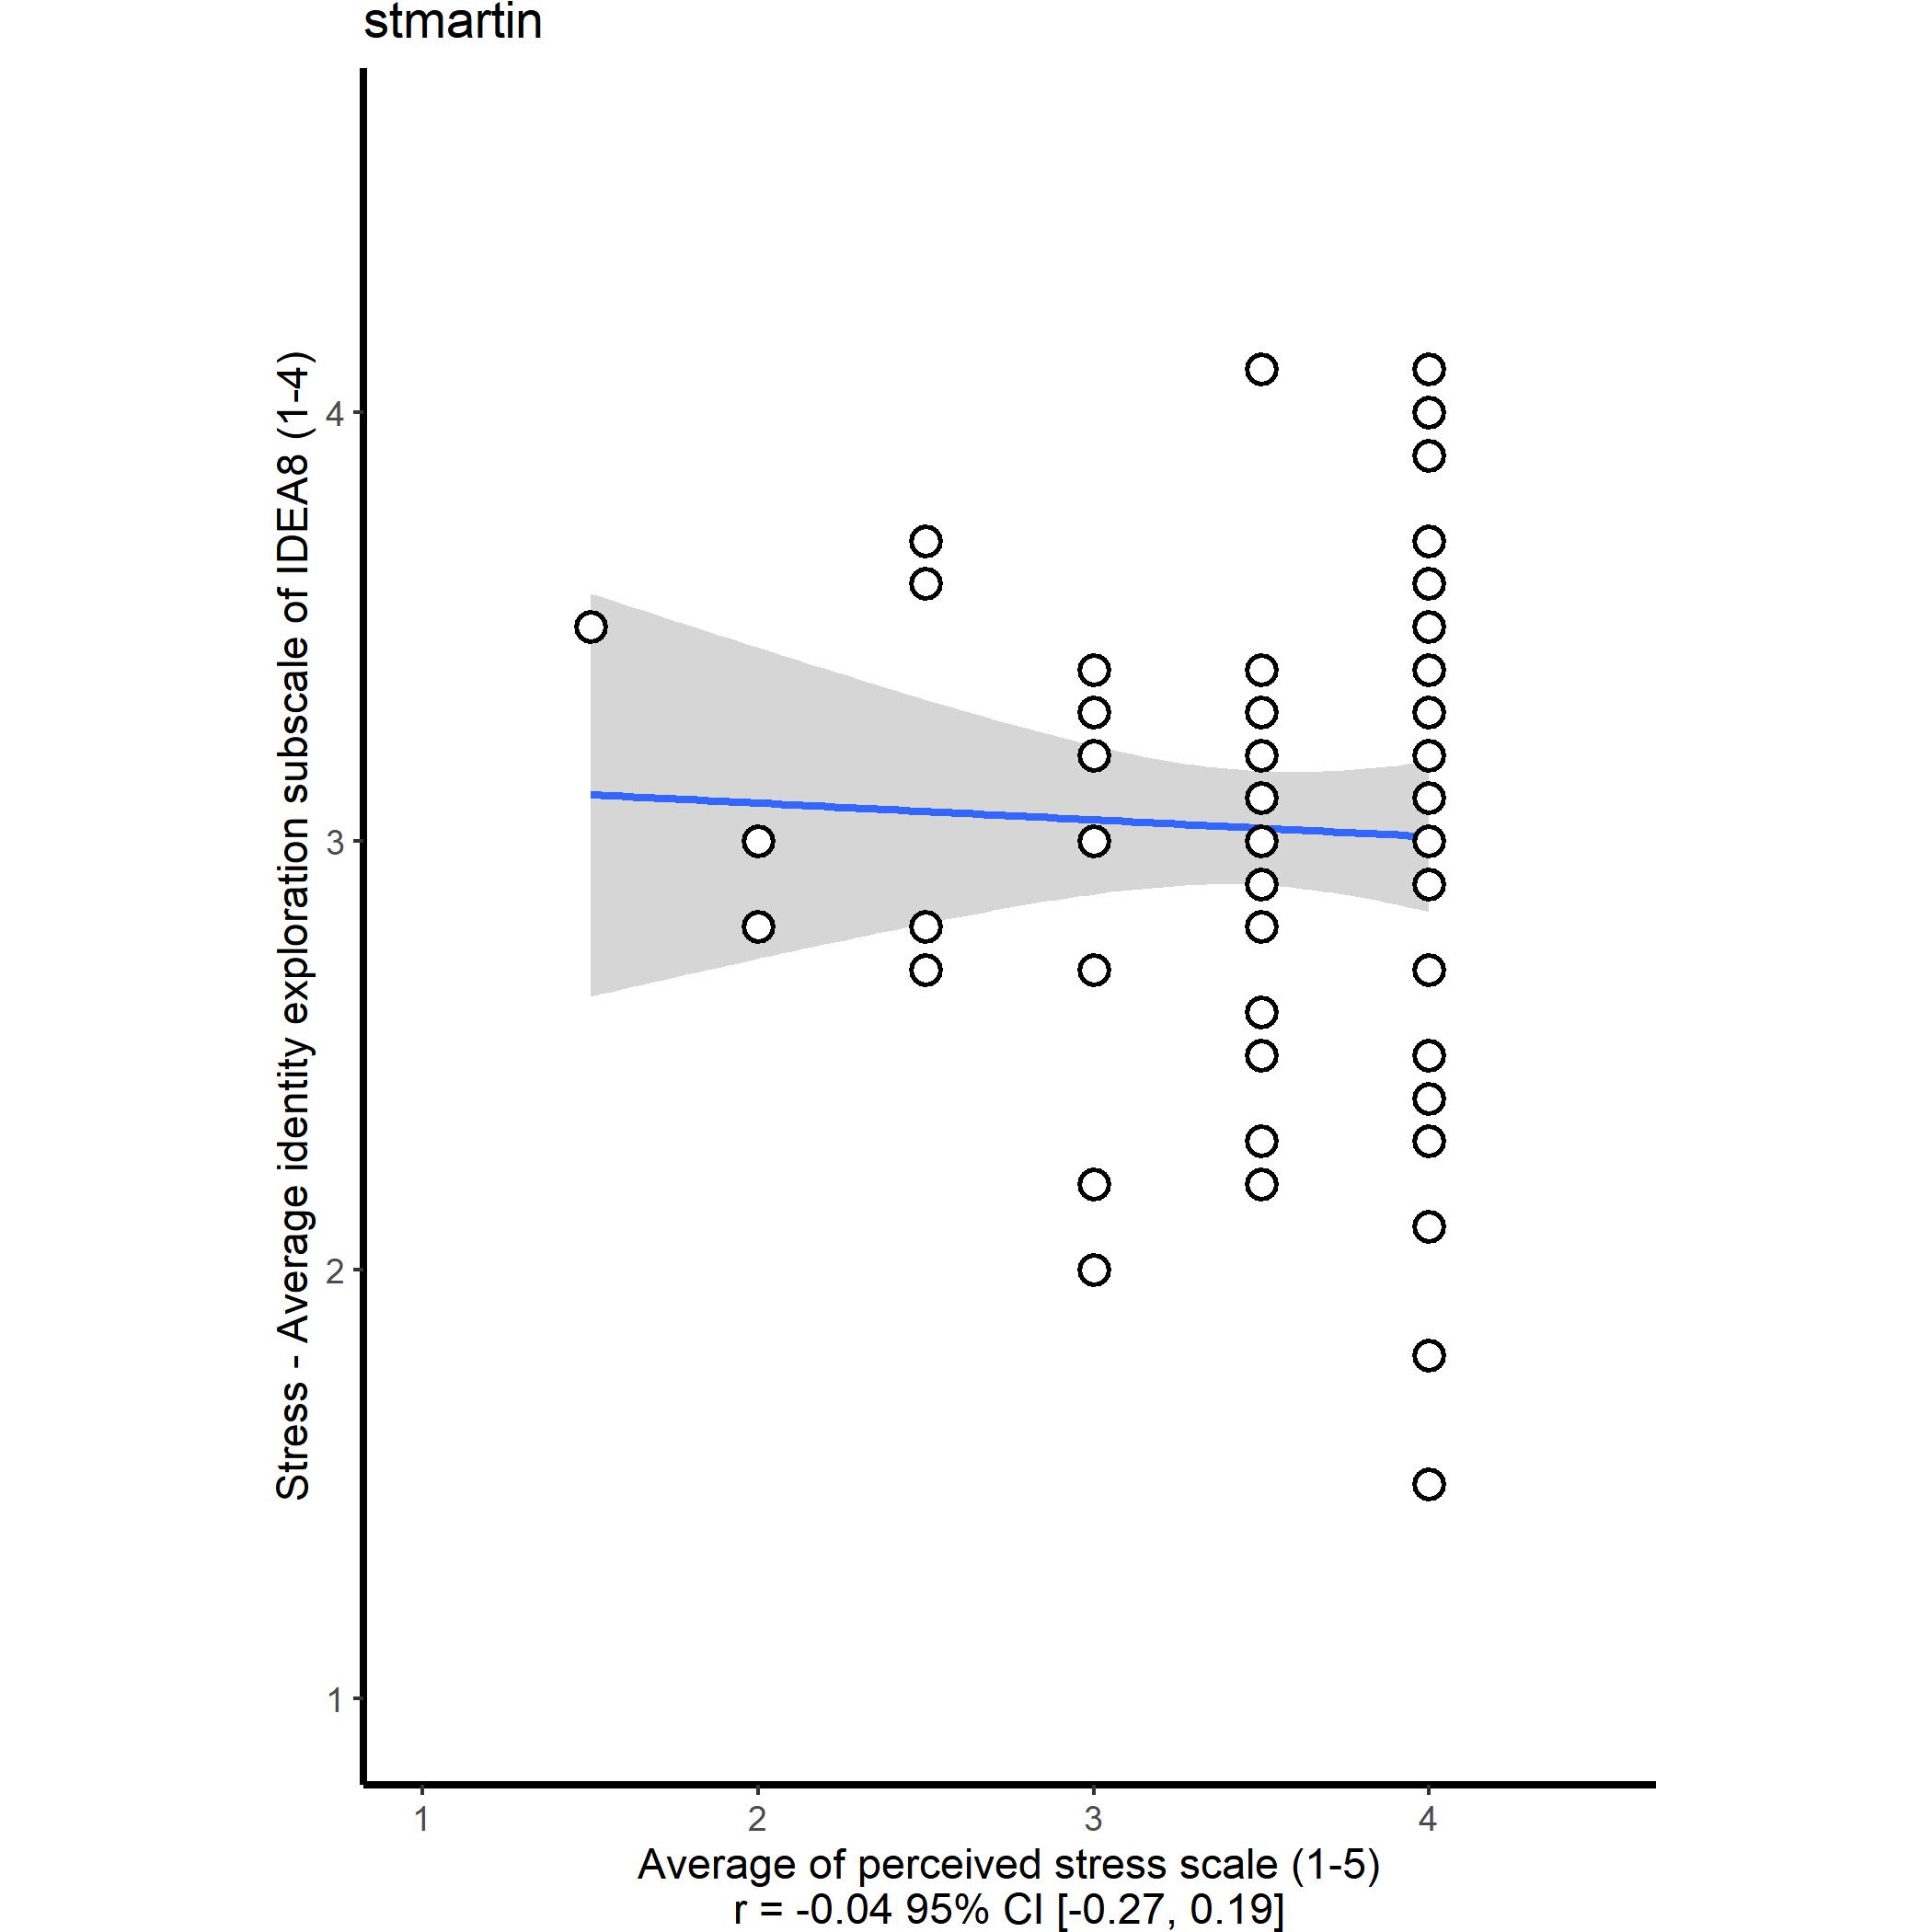 stmartin
Stress - Average identity exploration subscale of IDEA8 (1-4)
4
3
2
1
1
2
3
4
Average of perceived stress scale (1-5)
r = -0.04 95% CI [-0.27, 0.19]